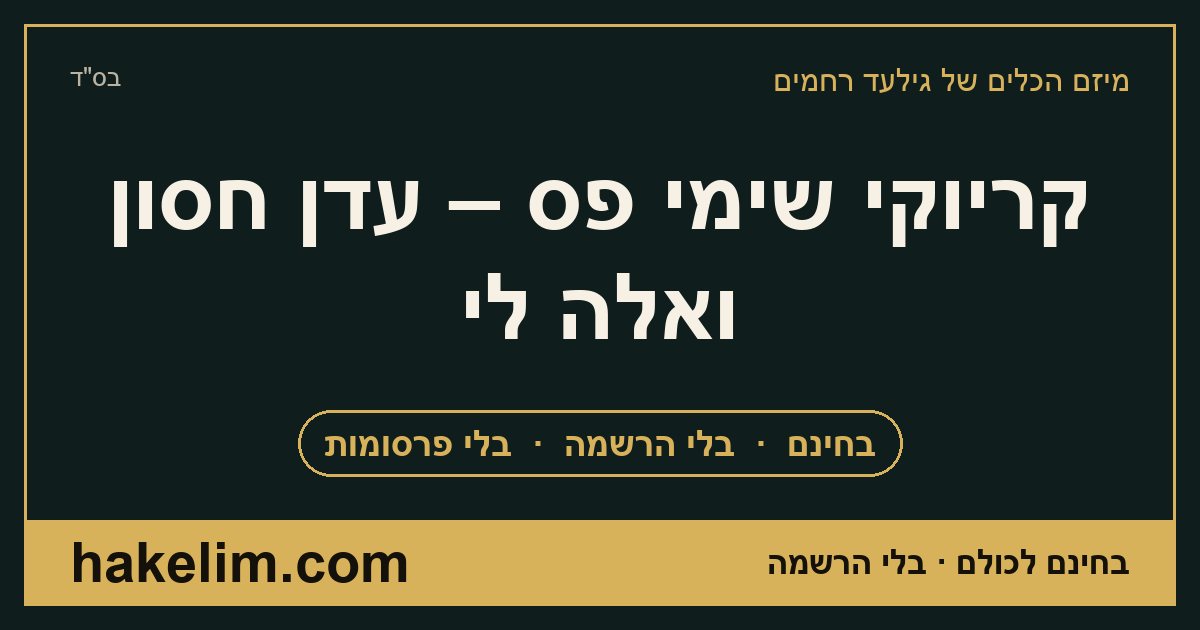 בס"ד
מיזם הכלים של גילעד רחמים
קריוקי שימי פס – עדן חסון
ואלה לי
בחינם · בלי הרשמה · בלי פרסומות
בחינם לכולם · בלי הרשמה
hakelim.com